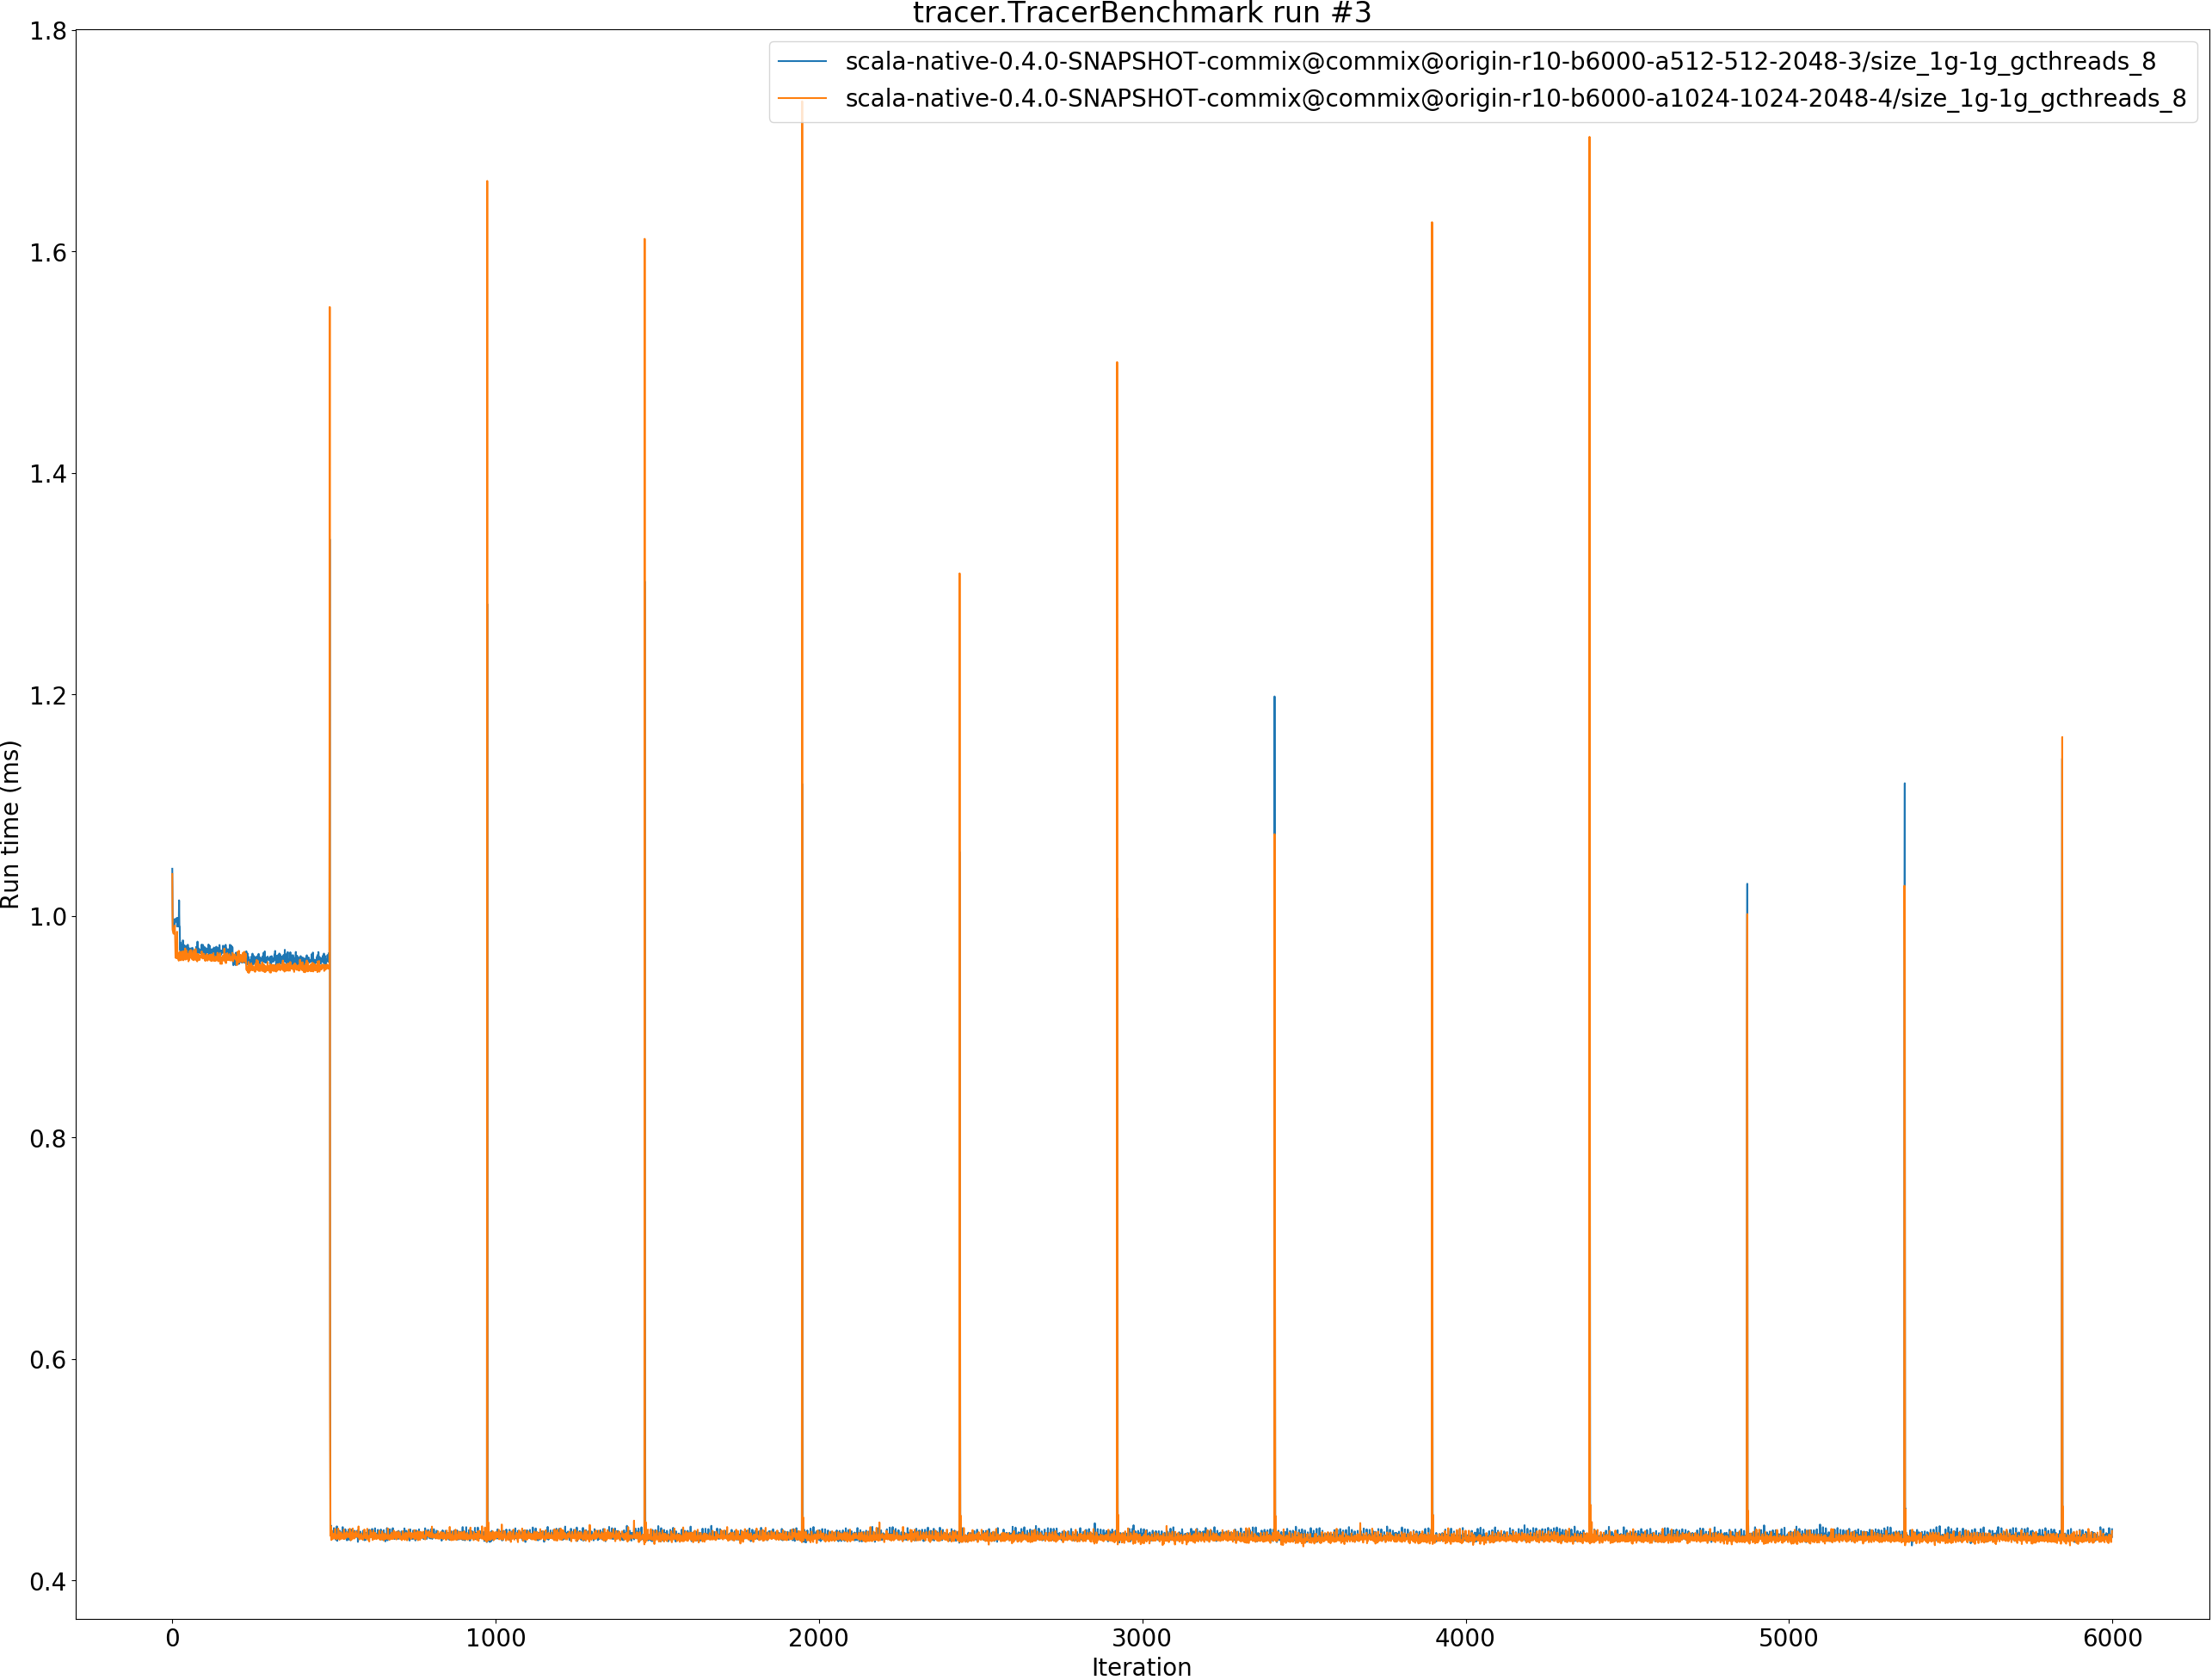 tracer.TracerBenchmark run #3
scala-native-0.4.0-SNAPSHOT-commix@commix@origin-r10-b6000-a512-512-2048-3/size_1g-1g_gcthreads_8
scala-native-0.4.0-SNAPSHOT-commix@commix@origin-r10-b6000-a1024-1024-2048-4/size_1g-1g_gcthreads_8
1.8
1.6
1.4
1.2
1.0
0.8
0.6
0.4
Run time (ms)
0 1000 2000 3000 4000 5000 6000
Iteration